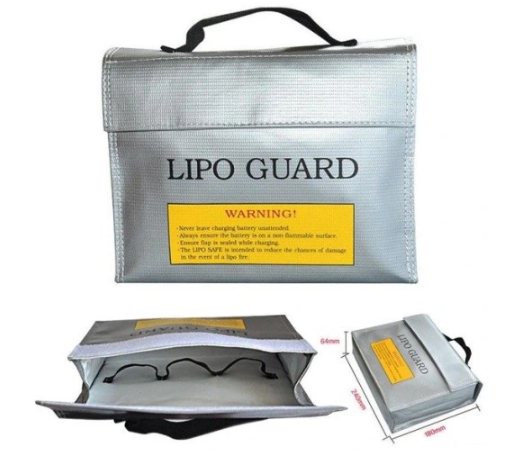 LIPO GUARD
WARNING!
· Never leave charging battery unattended.
· Always ensure the battery is on a non flammable surface.
· Ensure flap is sealed while charging.
· The LIPO SAFE is intended to reduce the chances of damage
in the event of a lipo fire.
LIPO GUARD
64mm
LIPO GUARD
240mm
180mm